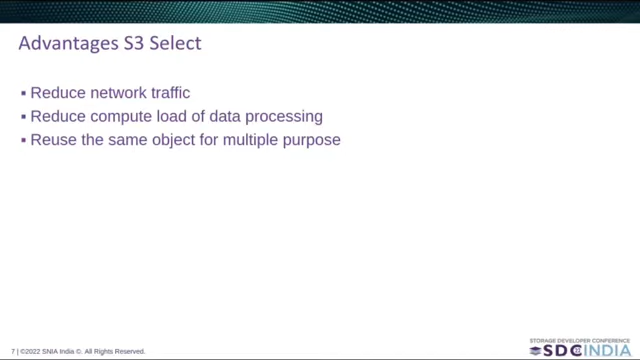 Advantages S3 Select
▪ Reduce network traffic
▪ Reduce compute load of data processing
▪ Reuse the same object for multiple purpose
7 | ©2022 SNIA India ©. All Rights Reserved.
STORAGE DEVELOPER CONFERENCE
SDC INDIA